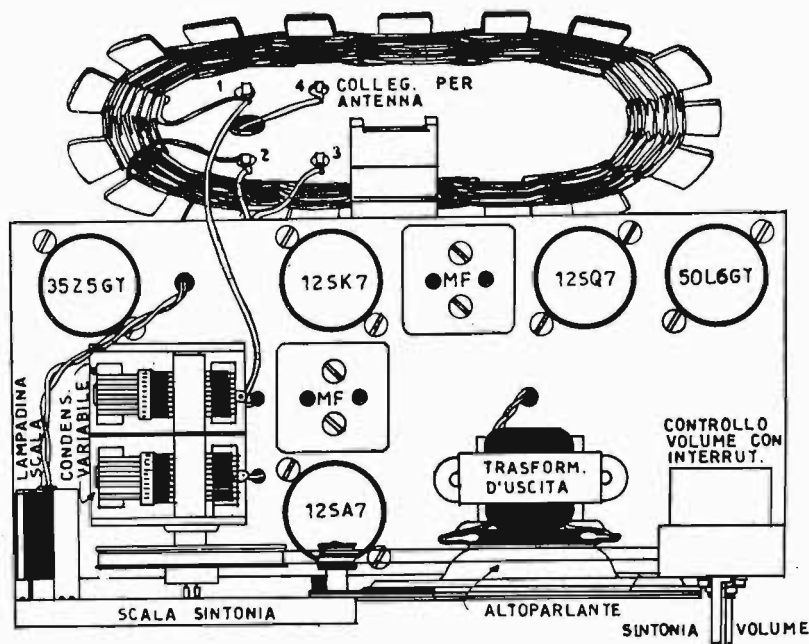 1
4
COLLEG. PER
ANTENNA
2
3
35Z5GT
12SK7
MF
12SQ7
50L6GT
LAMPADINA
SCALA
CONDENS.
VARIABILE
MF
CONTROLLO
VOLUME CON
INTERRUT.
TRASFORM.
D'USCITA
12SA7
SCALA SINTONIA
ALTOPARLANTE
SINTONIA
VOLUME